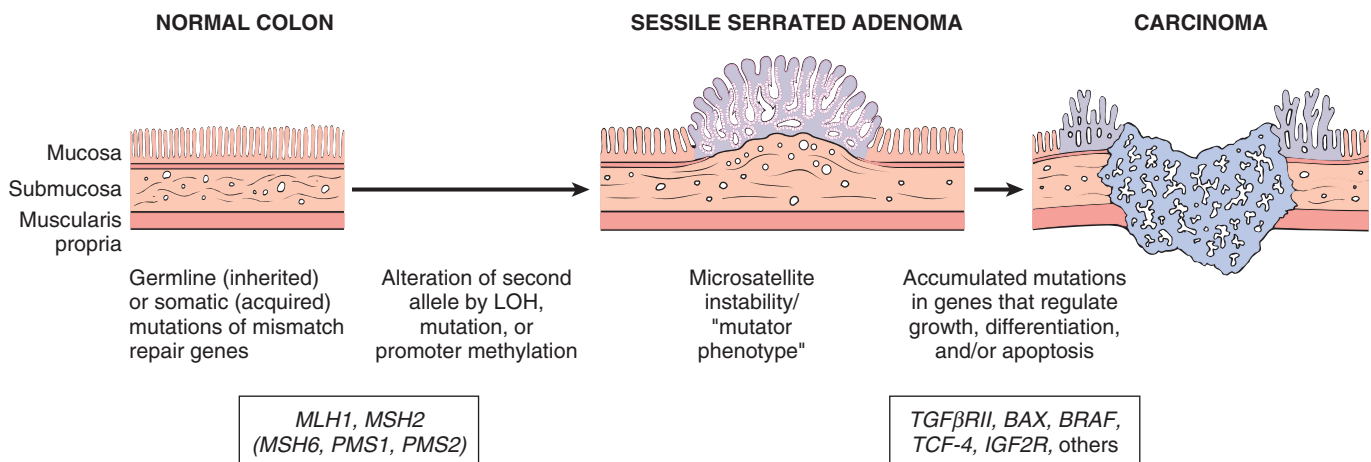 NORMAL COLON
SESSILE SERRATED ADENOMA
CARCINOMA
Mucosa
Submucosa
Muscularis
propria
Germline (inherited)
or somatic (acquired)
mutations of mismatch
repair genes
Alteration of second
allele by LOH,
mutation, or
promoter methylation
Microsatellite
instability/
"mutator
phenotype"
Accumulated mutations
in genes that regulate
growth, differentiation,
and/or apoptosis
MLH1, MSH2
(MSH6, PMS1, PMS2)
TGFβRII, BAX, BRAF,
TCF-4, IGF2R, others